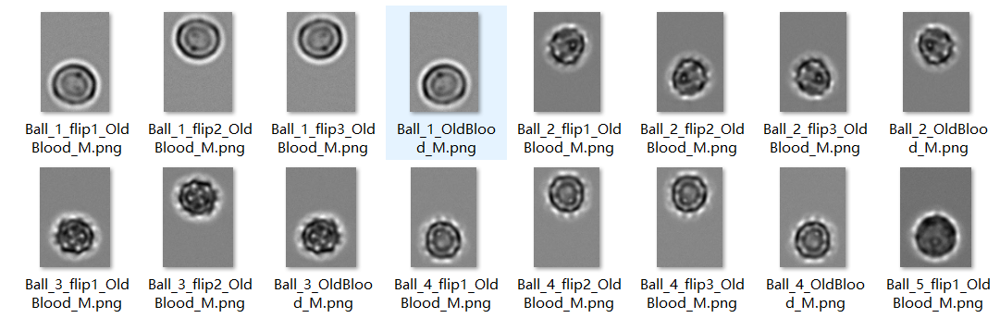 Ball_1_flip1_Old
Blood_M.png
Ball_1_flip2_Old
Blood_M.png
Ball_1_flip3_Old
Blood_M.png
Ball_1_OldBloo
d_M.png
Ball_2_flip1_Old
Blood_M.png
Ball_2_flip2_Old
Blood_M.png
Ball_2_flip3_Old
Blood_M.png
Ball_2_OldBloo
d_M.png
Ball_3_flip1_Old
Blood_M.png
Ball_3_flip2_Old
Blood_M.png
Ball_3_OldBloo
d_M.png
Ball_4_flip1_Old
Blood_M.png
Ball_4_flip2_Old
Blood_M.png
Ball_4_flip3_Old
Blood_M.png
Ball_4_OldBloo
d_M.png
Ball_5_flip1_Old
Blood_M.png